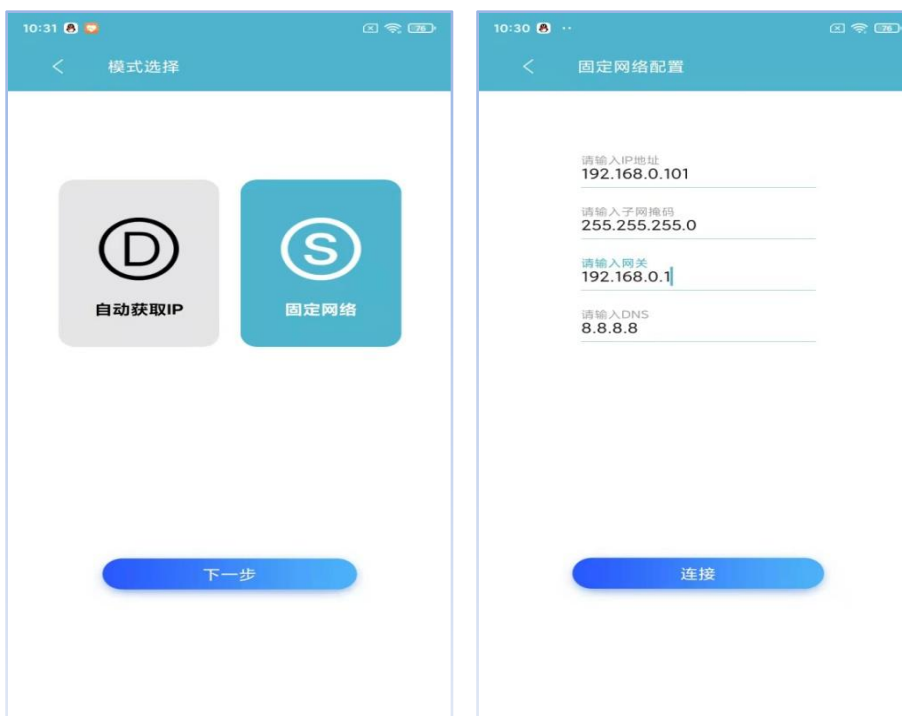 10:31
76
模式选择
D
自动获取IP
S
固定网络
下一步
10:30
76
固定网络配置
请输入IP地址
192.168.0.101
请输入子网掩码
255.255.255.0
请输入网关
192.168.0.1
请输入DNS
8.8.8.8
连接